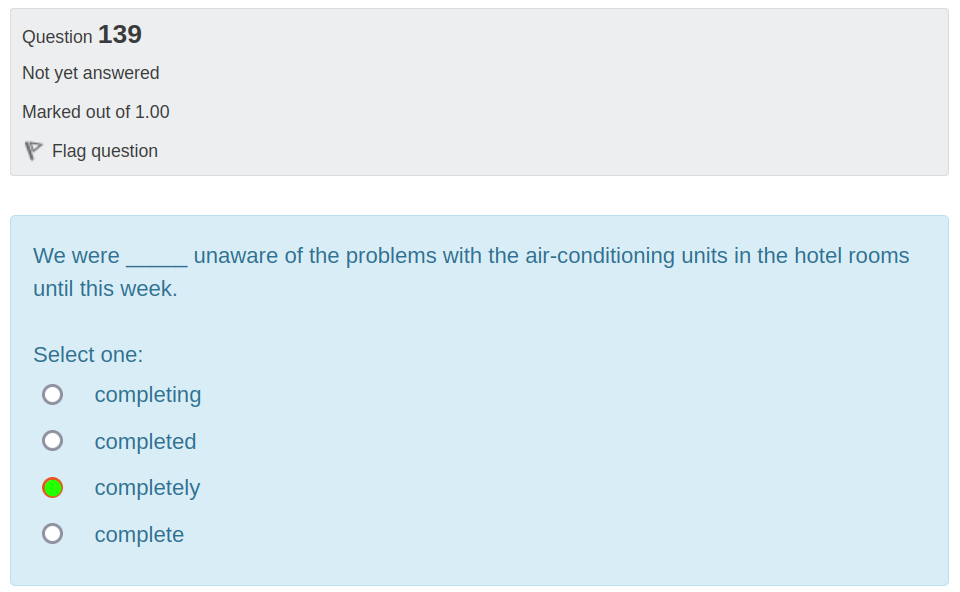 Question 139
Not yet answered
Marked out of 1.00
Flag question
We were _____ unaware of the problems with the air-conditioning units in the hotel rooms
until this week.
Select one:
completing
completed
completely
complete